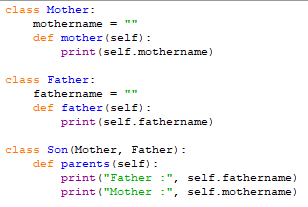 class Mother:
    mothername = ""
    def mother(self):
        print(self.mothername)

class Father:
    fathername = ""
    def father(self):
        print(self.fathername)

class Son(Mother, Father):
    def parents(self):
        print("Father :", self.fathername)
        print("Mother :", self.mothername)